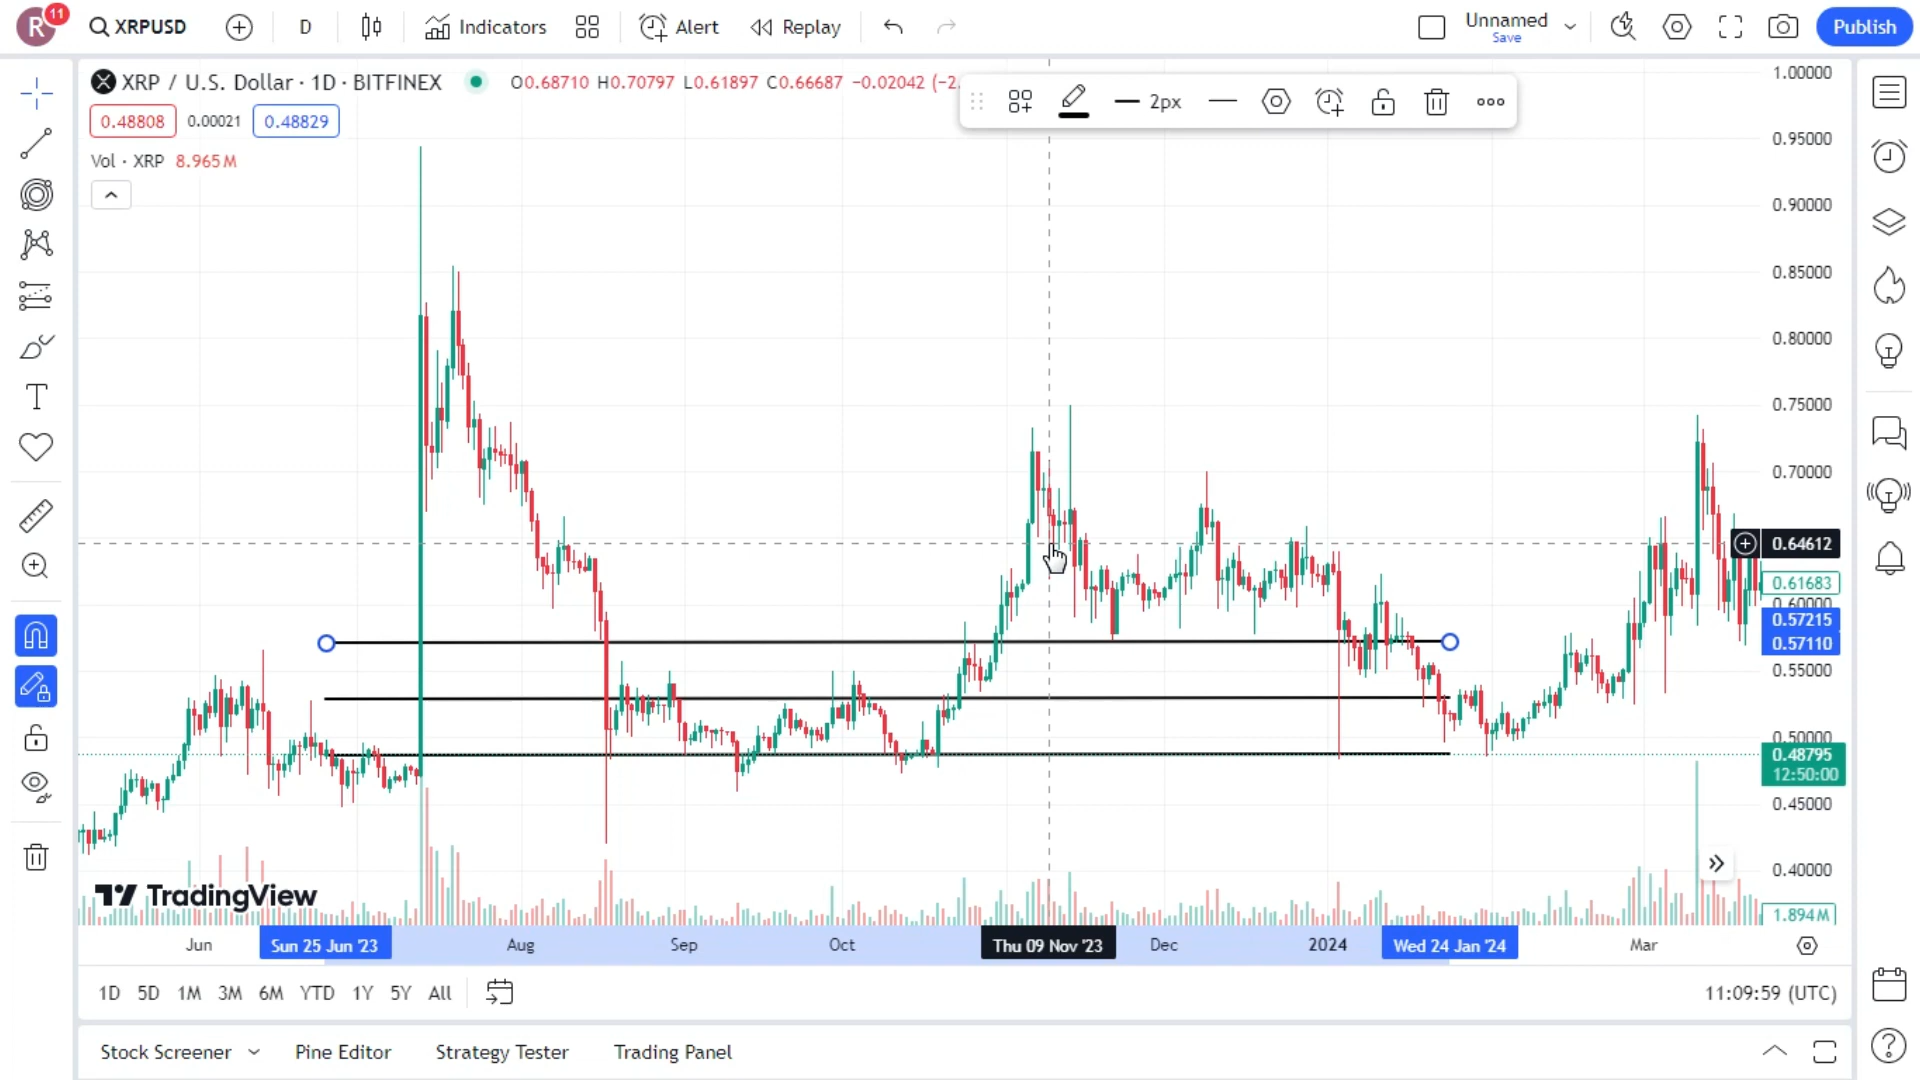 R 11 XRPUSD D Indicators Alert Replay Unnamed Save Publish
XRP / U.S. Dollar · 1D · BITFINEX O0.68710 H0.70797 L0.61897 C0.66687 −0.02042 (−2.
2px
0.48808 0.00021 0.48829
Vol · XRP 8.965 M
1.00000
0.95000
0.90000
0.85000
0.80000
0.75000
0.70000
0.64612
0.61683
0.60000
0.57215
0.57110
0.55000
0.50000
0.48795
12:50:00
0.45000
0.40000
TradingView
1.894 M
Jun Sun 25 Jun '23 Aug Sep Oct Thu 09 Nov '23 Dec 2024 Wed 24 Jan '24 Mar
1D 5D 1M 3M 6M YTD 1Y 5Y All 11:09:59 (UTC)
Stock Screener Pine Editor Strategy Tester Trading Panel